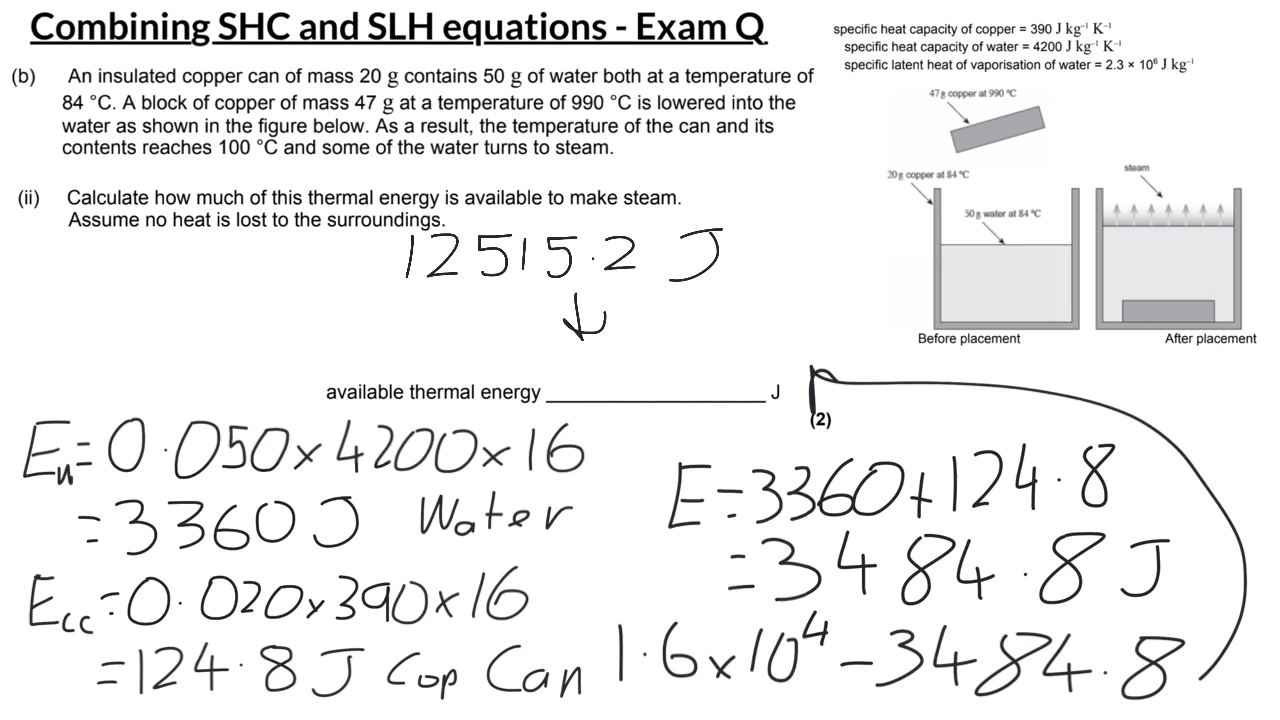 Combining SHC and SLH equations - Exam Q
specific heat capacity of copper = 390 J kg⁻¹ K⁻¹
specific heat capacity of water = 4200 J kg⁻¹ K⁻¹
specific latent heat of vaporisation of water = 2.3 × 10⁶ J kg⁻¹
(b) An insulated copper can of mass 20 g contains 50 g of water both at a temperature of
84 °C. A block of copper of mass 47 g at a temperature of 990 °C is lowered into the
water as shown in the figure below. As a result, the temperature of the can and its
contents reaches 100 °C and some of the water turns to steam.
(ii) Calculate how much of this thermal energy is available to make steam.
Assume no heat is lost to the surroundings.
47g copper at 990 °C
20g copper at 84 °C
50g water at 84 °C
steam
Before placement
After placement
12515.2 J
available thermal energy ____________________ J
(2)
Ew=0.050×4200×16
=3360J Water
Ecc=0.020×390×16
=124.8J Cop Can
E=3360+124.8
=3484.8J
1.6×10⁴-3484.8